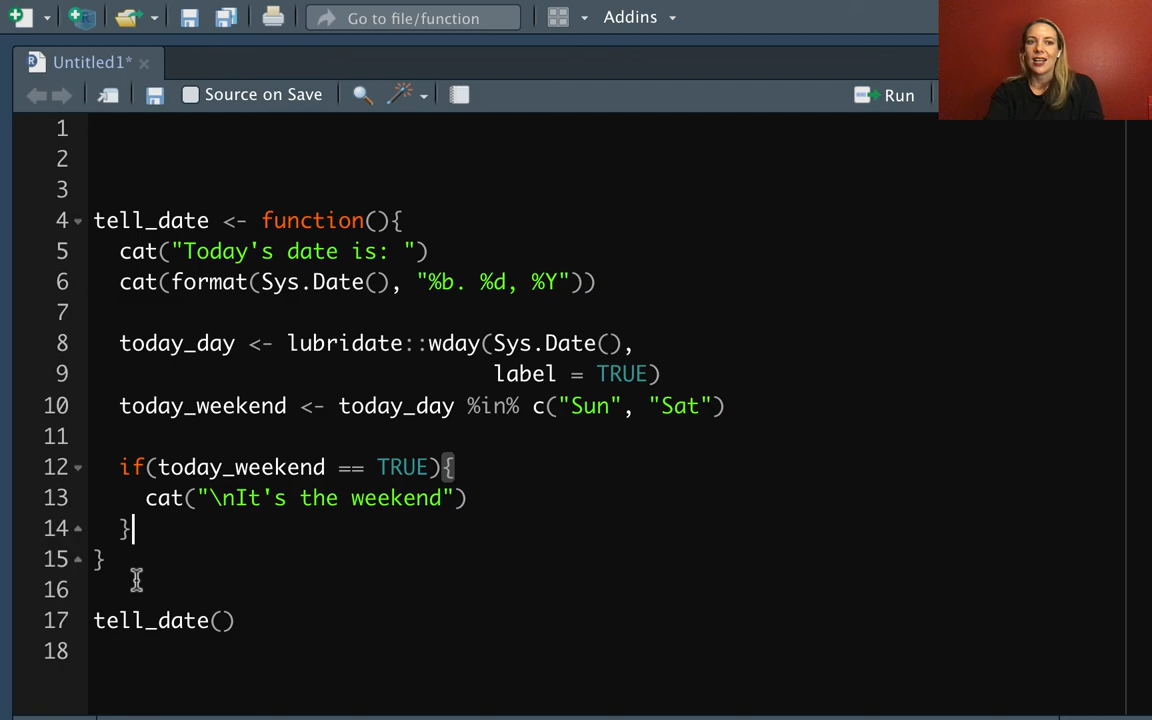 Go to file/function
Addins
Untitled1*
Source on Save
Run
1
2
3
4 tell_date <- function(){
5 cat("Today's date is: ")
6 cat(format(Sys.Date(), "%b. %d, %Y"))
7
8 today_day <- lubridate::wday(Sys.Date(),
9 label = TRUE)
10 today_weekend <- today_day %in% c("Sun", "Sat")
11
12 if(today_weekend == TRUE){
13 cat("\nIt's the weekend")
14 }
15 }
16
17 tell_date()
18